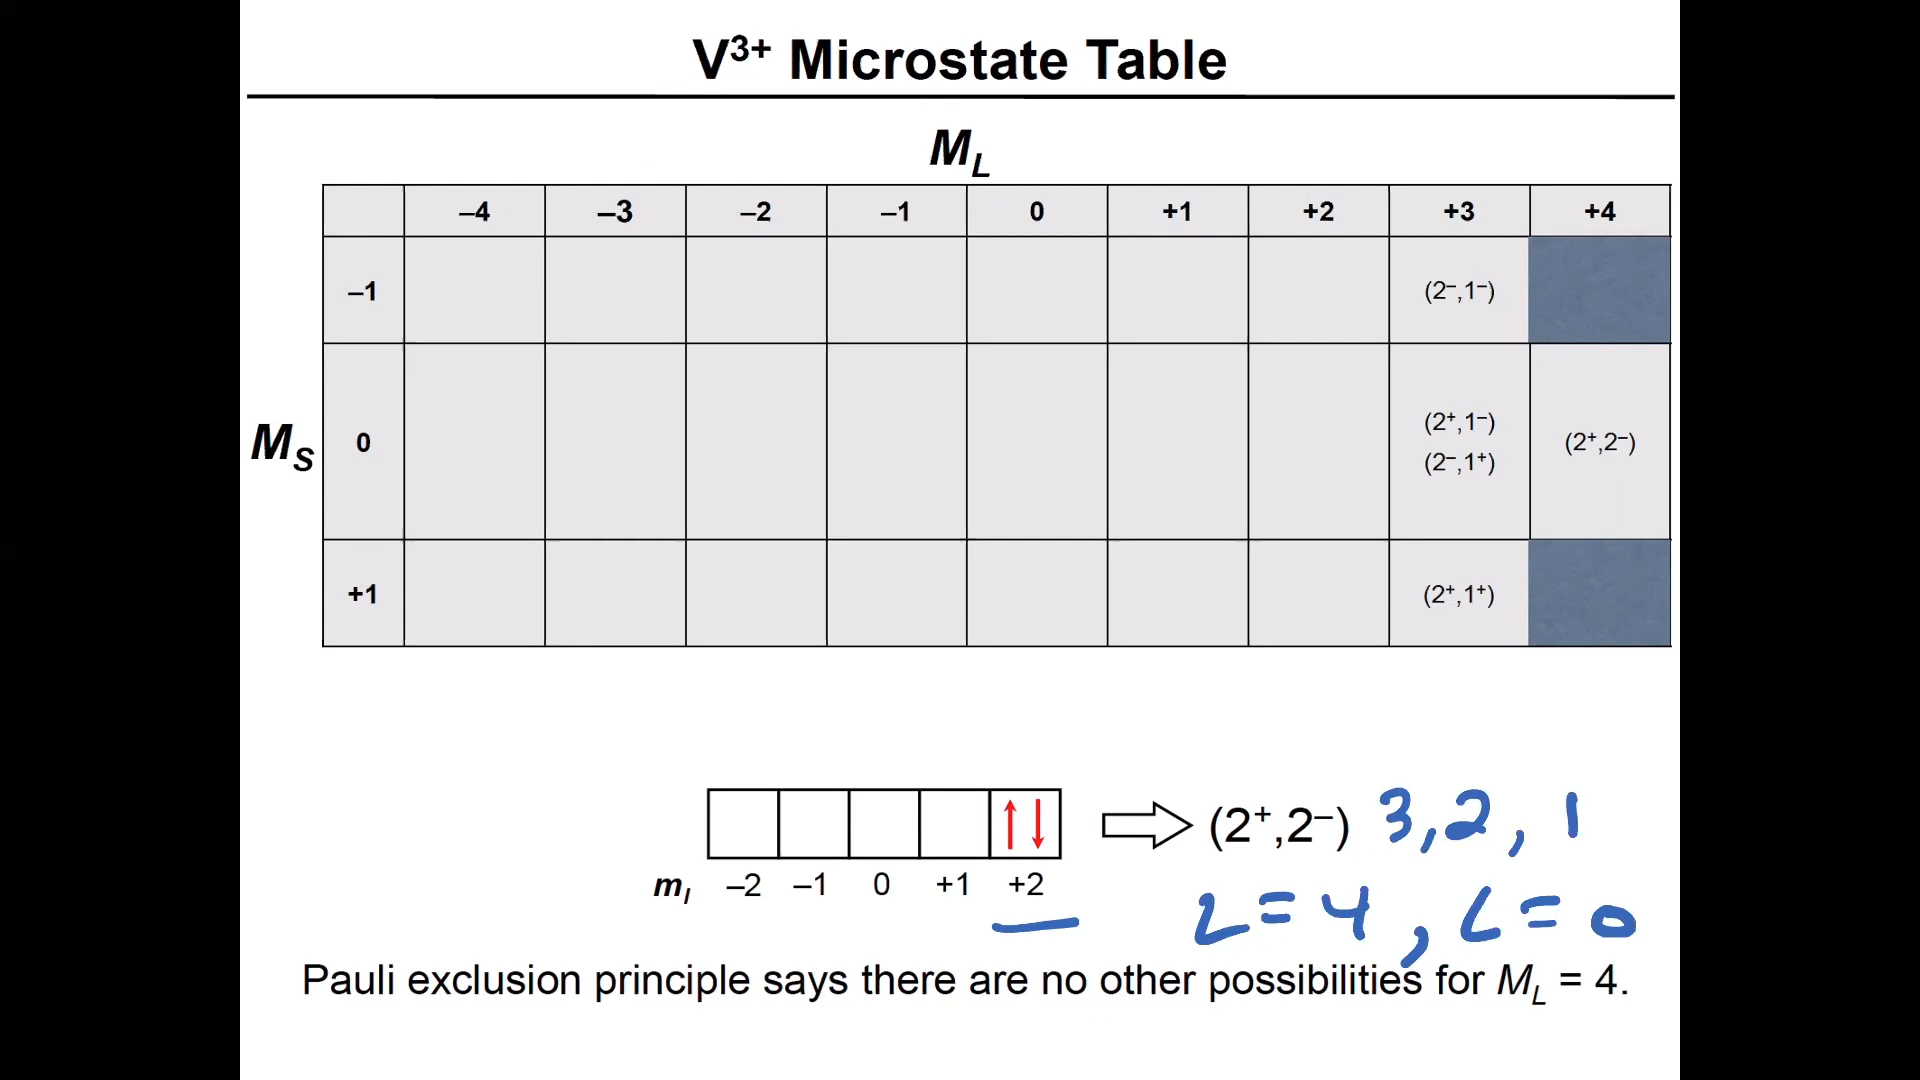 V³⁺ Microstate Table
M_L
–4 –3 –2 –1 0 +1 +2 +3 +4
–1 (2⁻,1⁻)
M_S 0 (2⁺,1⁻) (2⁺,2⁻)
(2⁻,1⁺)
+1 (2⁺,1⁺)
(2⁺,2⁻) 3, 2, 1
m_l –2 –1 0 +1 +2
L = 4, L = 0
Pauli exclusion principle says there are no other possibilities for M_L = 4.